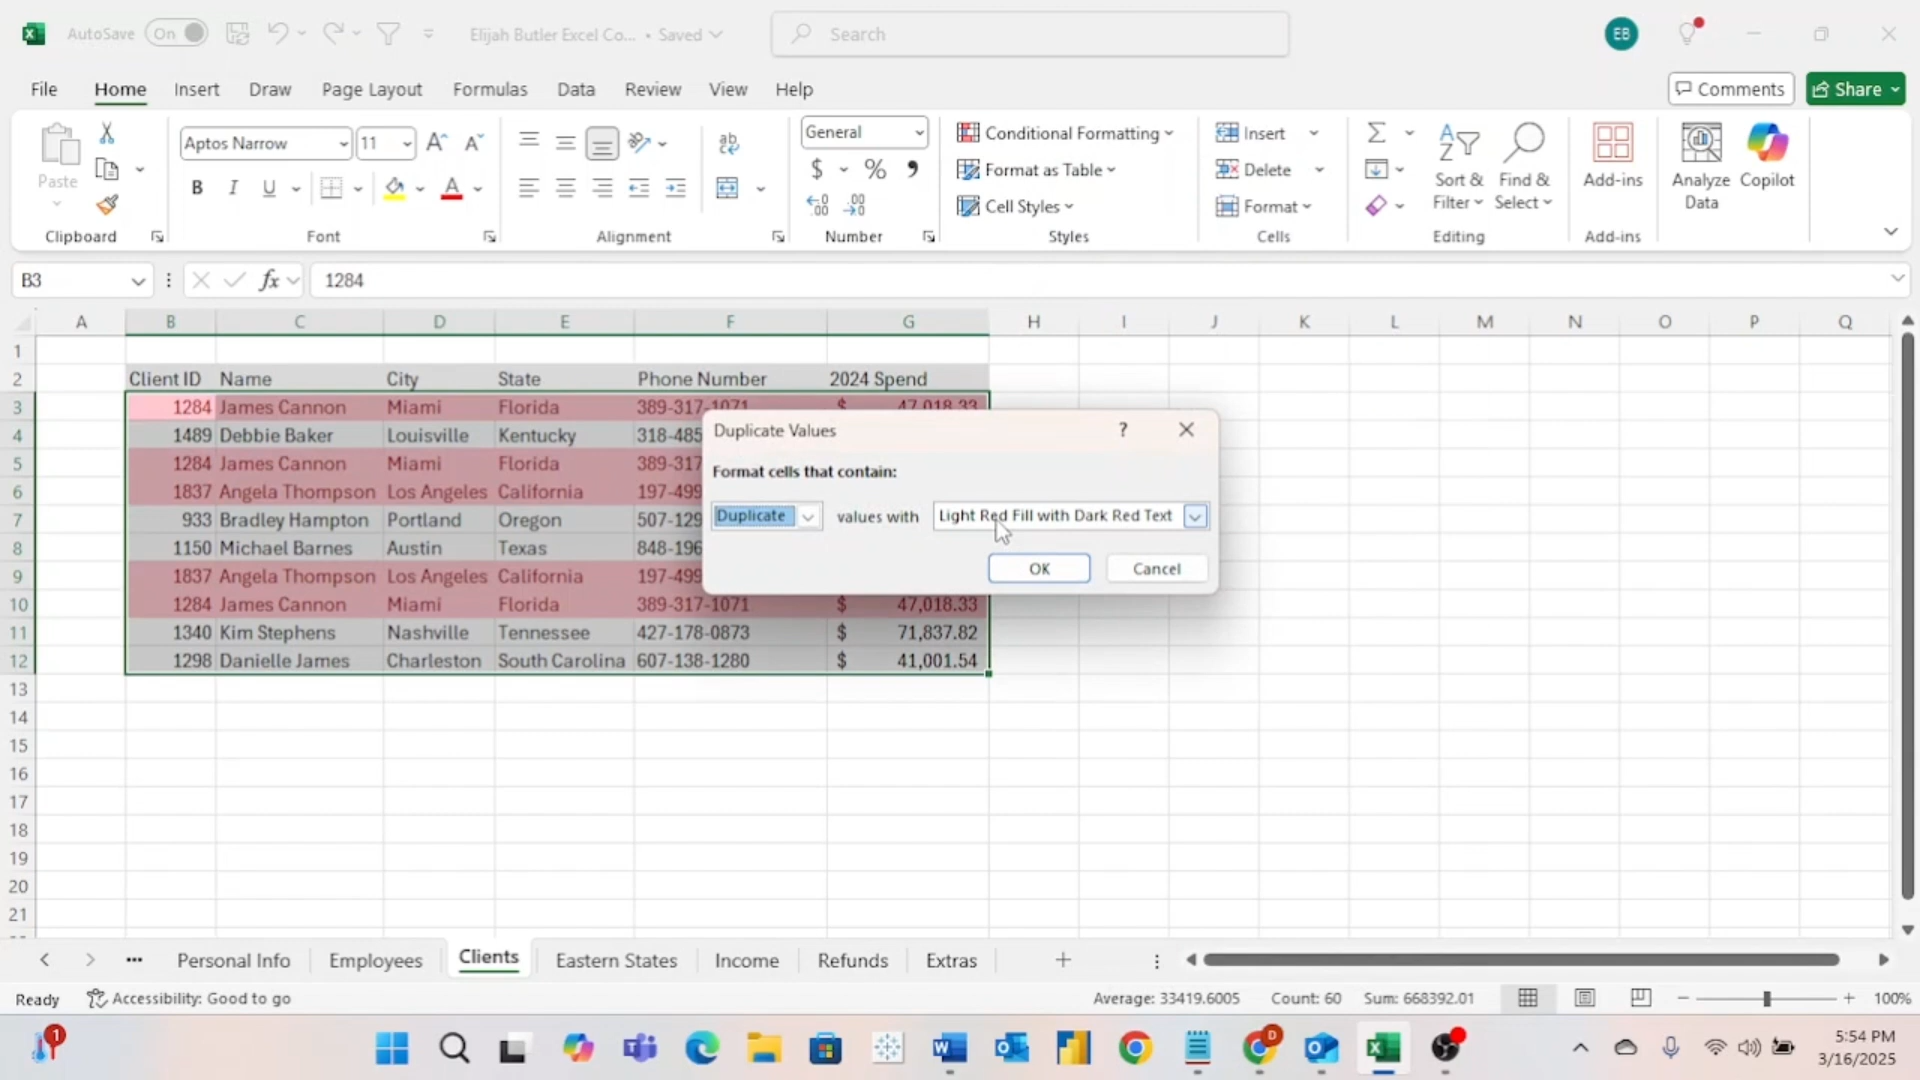 AutoSave On Elijah Butler Excel Co... • Saved Search EB
File Home Insert Draw Page Layout Formulas Data Review View Help Comments Share
Paste Aptos Narrow 11 General Conditional Formatting Insert
Format as Table Delete
Cell Styles Format
Sort & Filter Find & Select Add-ins Analyze Data Copilot
Clipboard Font Alignment Number Styles Cells Editing Add-ins
B3 fx 1284
A B C D E F G H I J K L M N O P Q
1
2 Client ID Name City State Phone Number 2024 Spend
3 1284 James Cannon Miami Florida 389-317-1071 $ 47,018.33
4 1489 Debbie Baker Louisville Kentucky 318-485
5 1284 James Cannon Miami Florida 389-317
6 1837 Angela Thompson Los Angeles California 197-499
7 933 Bradley Hampton Portland Oregon 507-129
8 1150 Michael Barnes Austin Texas 848-196
9 1837 Angela Thompson Los Angeles California 197-499
10 1284 James Cannon Miami Florida 389-317-1071 $ 47,018.33
11 1340 Kim Stephens Nashville Tennessee 427-178-0873 $ 71,837.82
12 1298 Danielle James Charleston South Carolina 607-138-1280 $ 41,001.54
13
14
15
16
17
18
19
20
21
Duplicate Values ?
Format cells that contain:
Duplicate values with Light Red Fill with Dark Red Text
OK Cancel
Personal Info Employees Clients Eastern States Income Refunds Extras
Ready Accessibility: Good to go Average: 33419.6005 Count: 60 Sum: 668392.01 100%
1 D 5:54 PM
3/16/2025